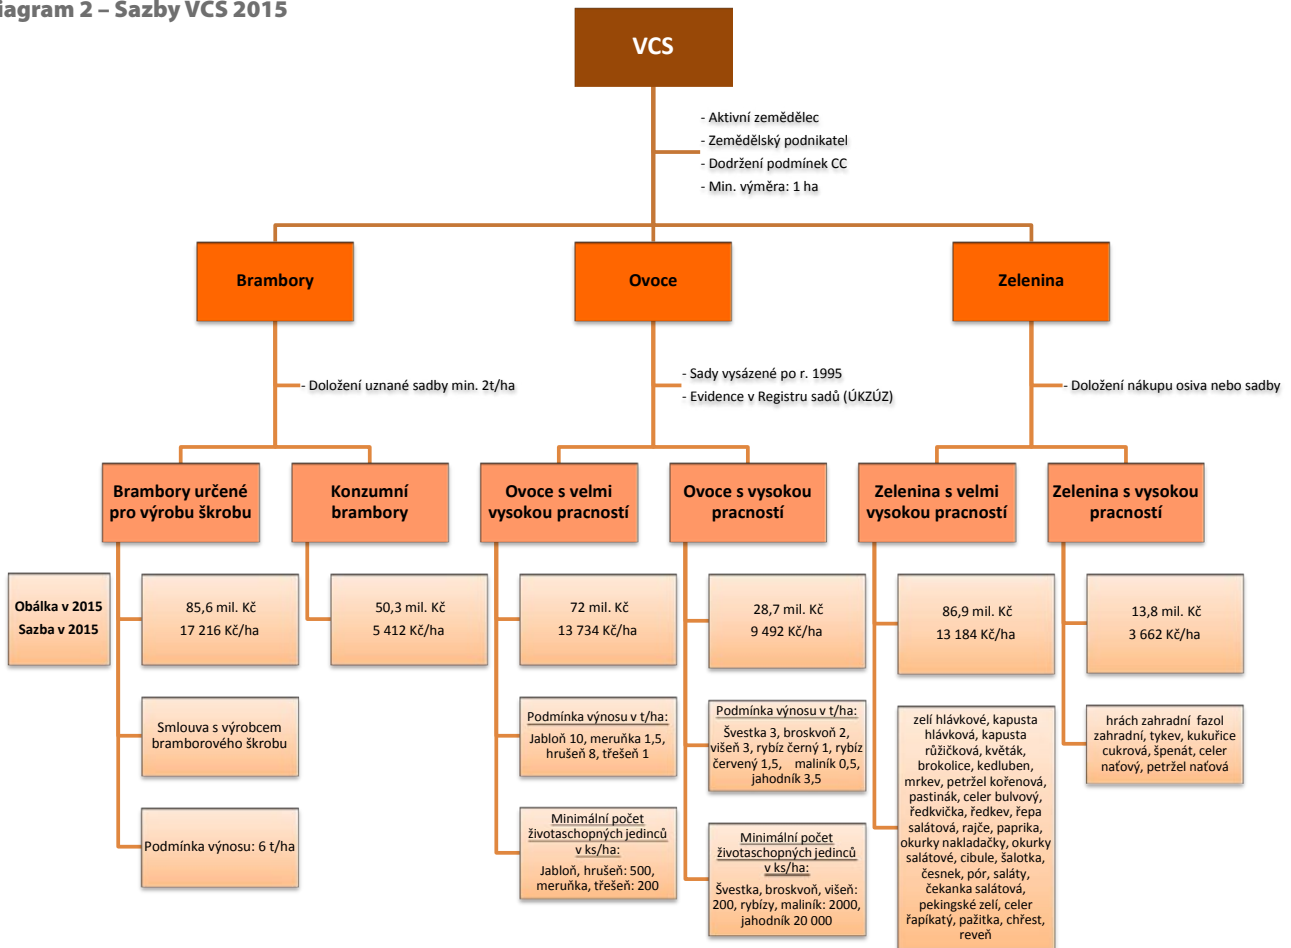 iagram 2 – Sazby VCS 2015
VCS
- Aktivní zemědělec
- Zemědělský podnikatel
- Dodržení podmínek CC
- Min. výměra: 1 ha
Brambory
Ovoce
Zelenina
- Doložení uznané sadby min. 2t/ha
- Sady vysázené po r. 1995
- Evidence v Registru sadů (ÚKZÚZ)
- Doložení nákupu osiva nebo sadby
Brambory určené
pro výrobu škrobu
Konzumní
brambory
Ovoce s velmi
vysokou pracností
Ovoce s vysokou
pracností
Zelenina s velmi
vysokou pracností
Zelenina s vysokou
pracností
Obálka v 2015
Sazba v 2015
85,6 mil. Kč
17 216 Kč/ha
50,3 mil. Kč
5 412 Kč/ha
72 mil. Kč
13 734 Kč/ha
28,7 mil. Kč
9 492 Kč/ha
86,9 mil. Kč
13 184 Kč/ha
13,8 mil. Kč
3 662 Kč/ha
Smlouva s výrobcem
bramborového škrobu
Podmínka výnosu v t/ha:
Jabloň 10, meruňka 1,5,
hrušeň 8, třešeň 1
Podmínka výnosu v t/ha:
Švestka 3, broskvoň 2,
višeň 3, rybíz černý 1, rybíz
červený 1,5, maliník 0,5,
jahodník 3,5
zelí hlávkové, kapusta
hlávková, kapusta
růžičková, květák,
brokolice, kedluben,
mrkev, petržel kořenová,
pastinák, celer bulvový,
ředkvička, ředkev, řepa
salátová, rajče, paprika,
okurky nakladačky, okurky
salátové, cibule, šalotka,
česnek, pór, saláty,
čekanka salátová,
pekingské zelí, celer
řapíkatý, pažitka, chřest,
reveň
hrách zahradní fazol
zahradní, tykev, kukuřice
cukrová, špenát, celer
naťový, petržel naťová
Podmínka výnosu: 6 t/ha
Minimální počet
životaschopných jedinců
v ks/ha:
Jabloň, hrušeň: 500,
meruňka, třešeň: 200
Minimální počet
životaschopných jedinců
v ks/ha:
Švestka, broskvoň, višeň:
200, rybízy, maliník: 2000,
jahodník 20 000